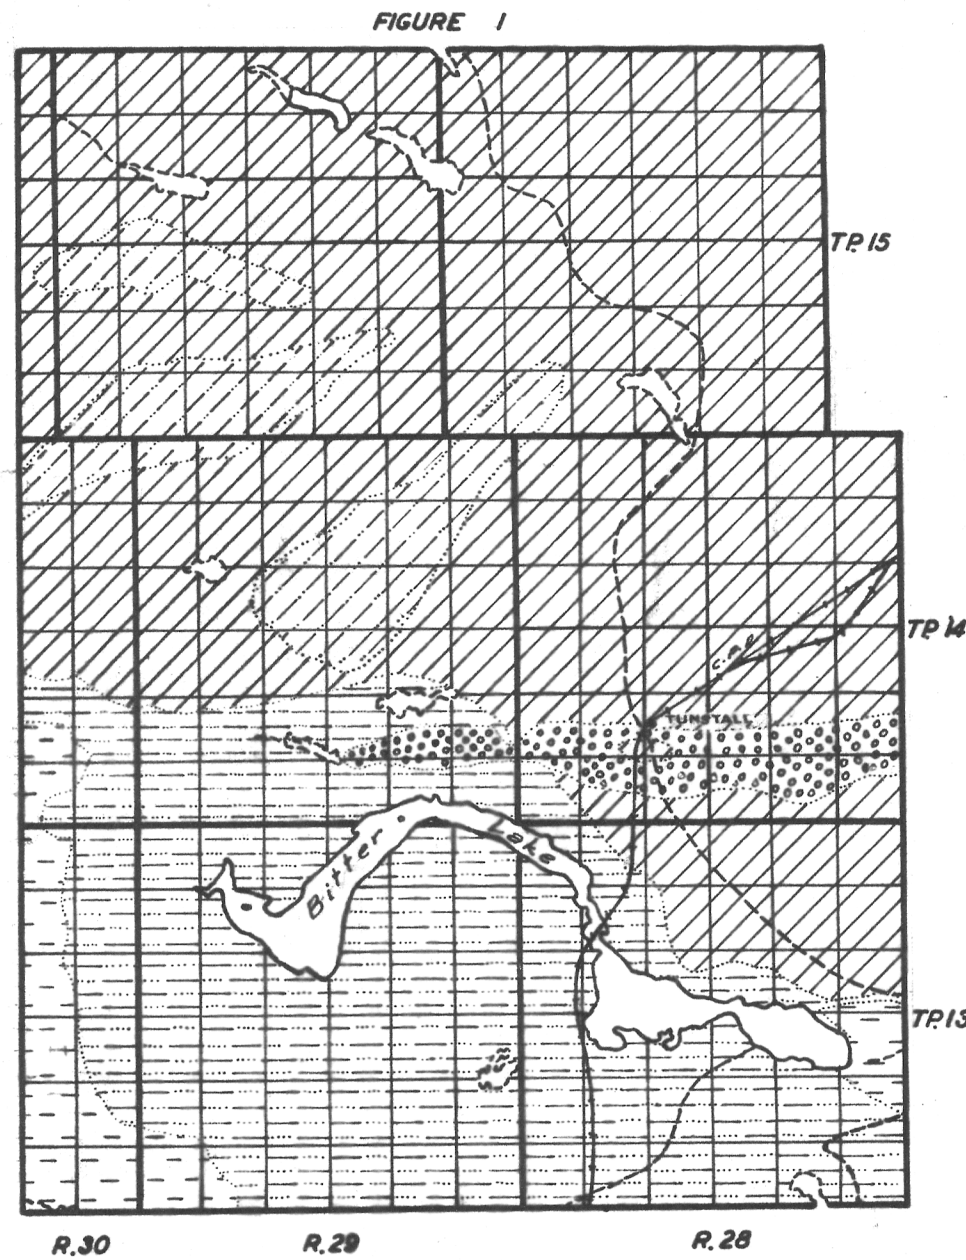 FIGURE 1
TP. 15
TP. 14
C.P.R.
TUNSTALL
Bitter Lake
TP. 13
R. 30
R. 29
R. 28